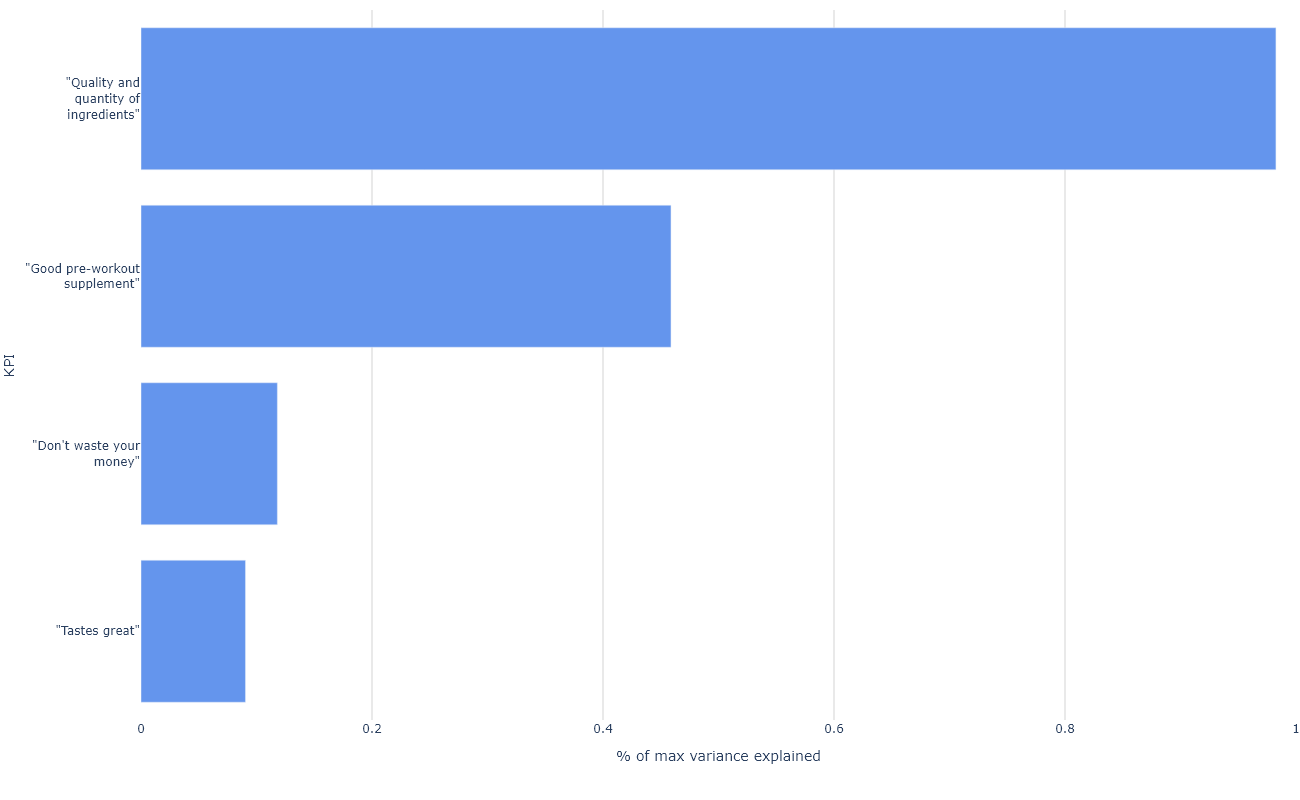 "Quality and
quantity of
ingredients"
"Good pre-workout
supplement"
KPI
"Don't waste your
money"
"Tastes great"
0 0.2 0.4 0.6 0.8 1
% of max variance explained